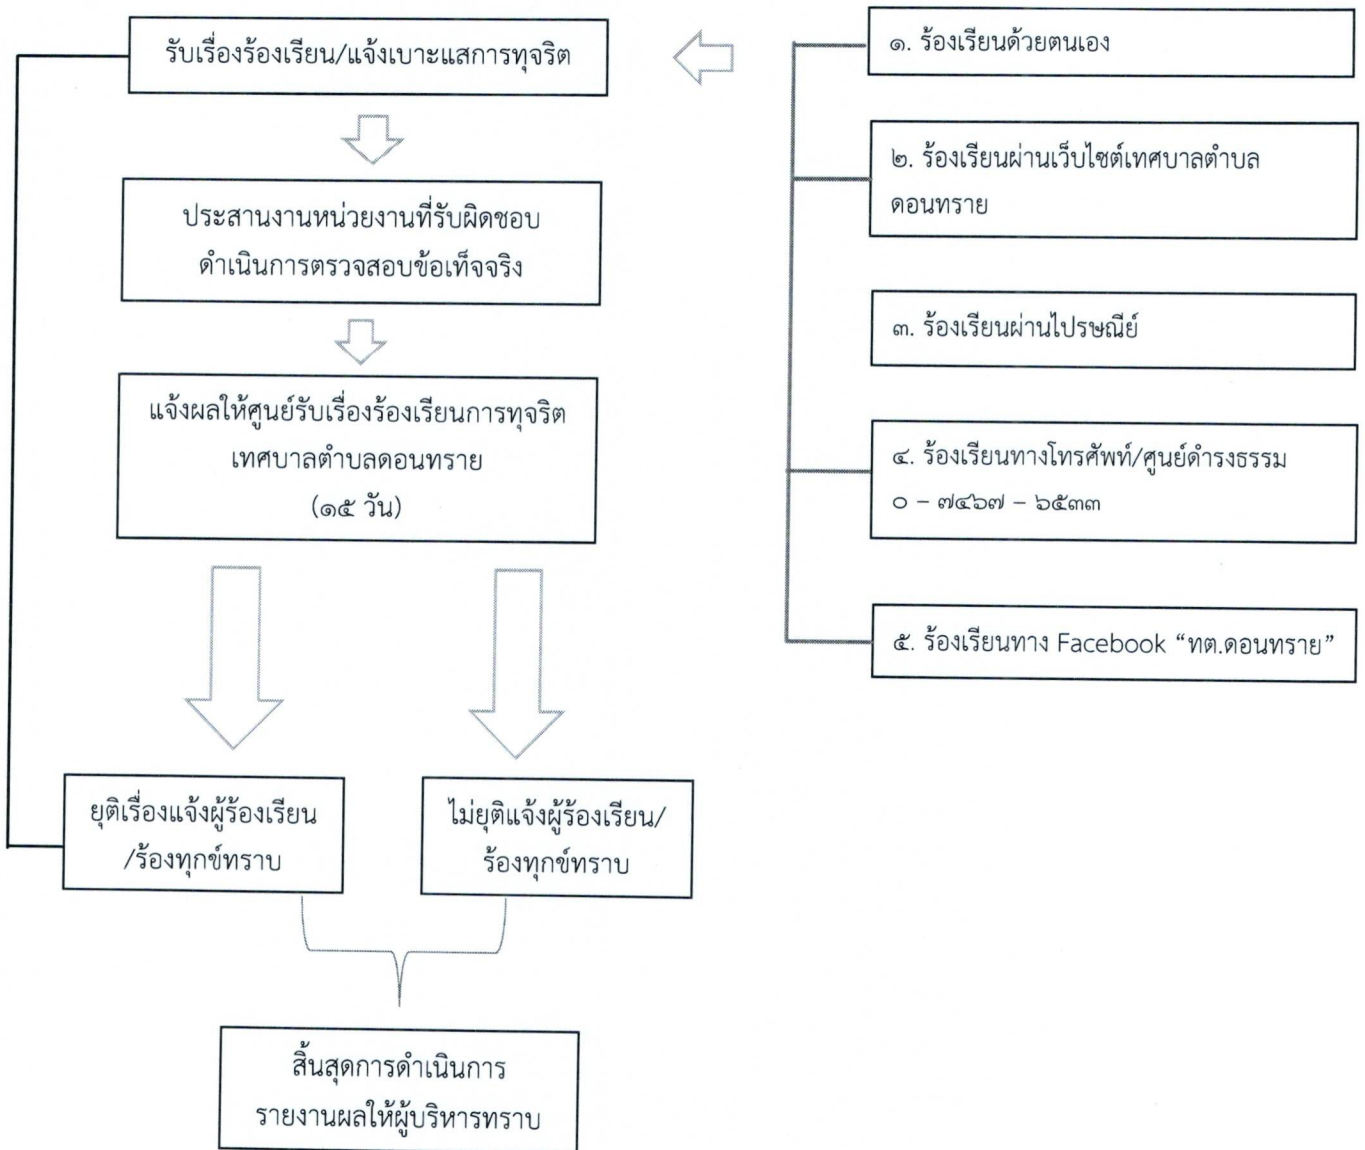 รับเรื่องร้องเรียน/แจ้งเบาะแสการทุจริต
ประสานงานหน่วยงานที่รับผิดชอบ
ดำเนินการตรวจสอบข้อเท็จจริง
แจ้งผลให้ศูนย์รับเรื่องร้องเรียนการทุจริต
เทศบาลตำบลดอนทราย
(๑๕ วัน)
ยุติเรื่องแจ้งผู้ร้องเรียน
/ร้องทุกข์ทราบ
ไม่ยุติแจ้งผู้ร้องเรียน/
ร้องทุกข์ทราบ
สิ้นสุดการดำเนินการ
รายงานผลให้ผู้บริหารทราบ
๑. ร้องเรียนด้วยตนเอง
๒. ร้องเรียนผ่านเว็บไซต์เทศบาลตำบล
ดอนทราย
๓. ร้องเรียนผ่านไปรษณีย์
๔. ร้องเรียนทางโทรศัพท์/ศูนย์ดำรงธรรม
๐ – ๗๔๖๗ – ๖๕๓๓
๕. ร้องเรียนทาง Facebook “ทต.ดอนทราย”